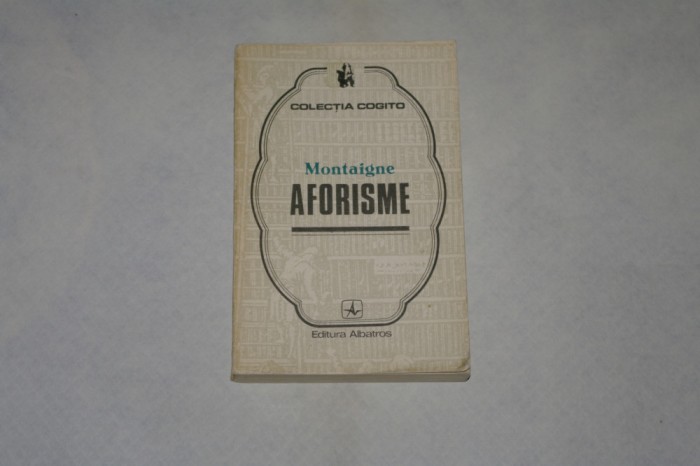 COLECȚIA COGITO
Montaigne
AFORISME
Editura Albatros